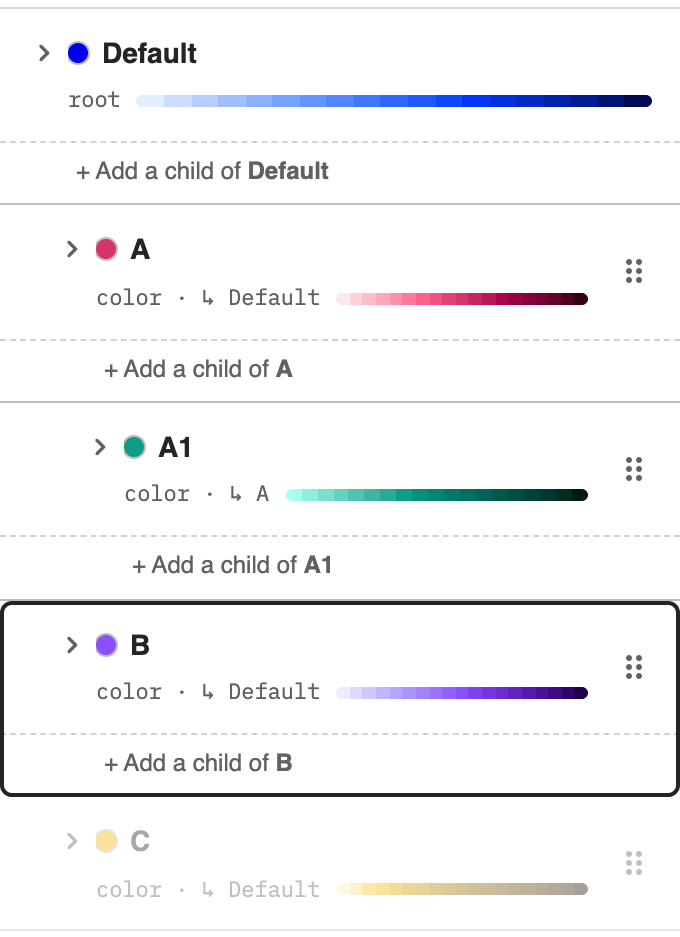 Default
root
+ Add a child of Default
A
color · ↳ Default
+ Add a child of A
A1
color · ↳ A
+ Add a child of A1
B
color · ↳ Default
+ Add a child of B
C
color · ↳ Default